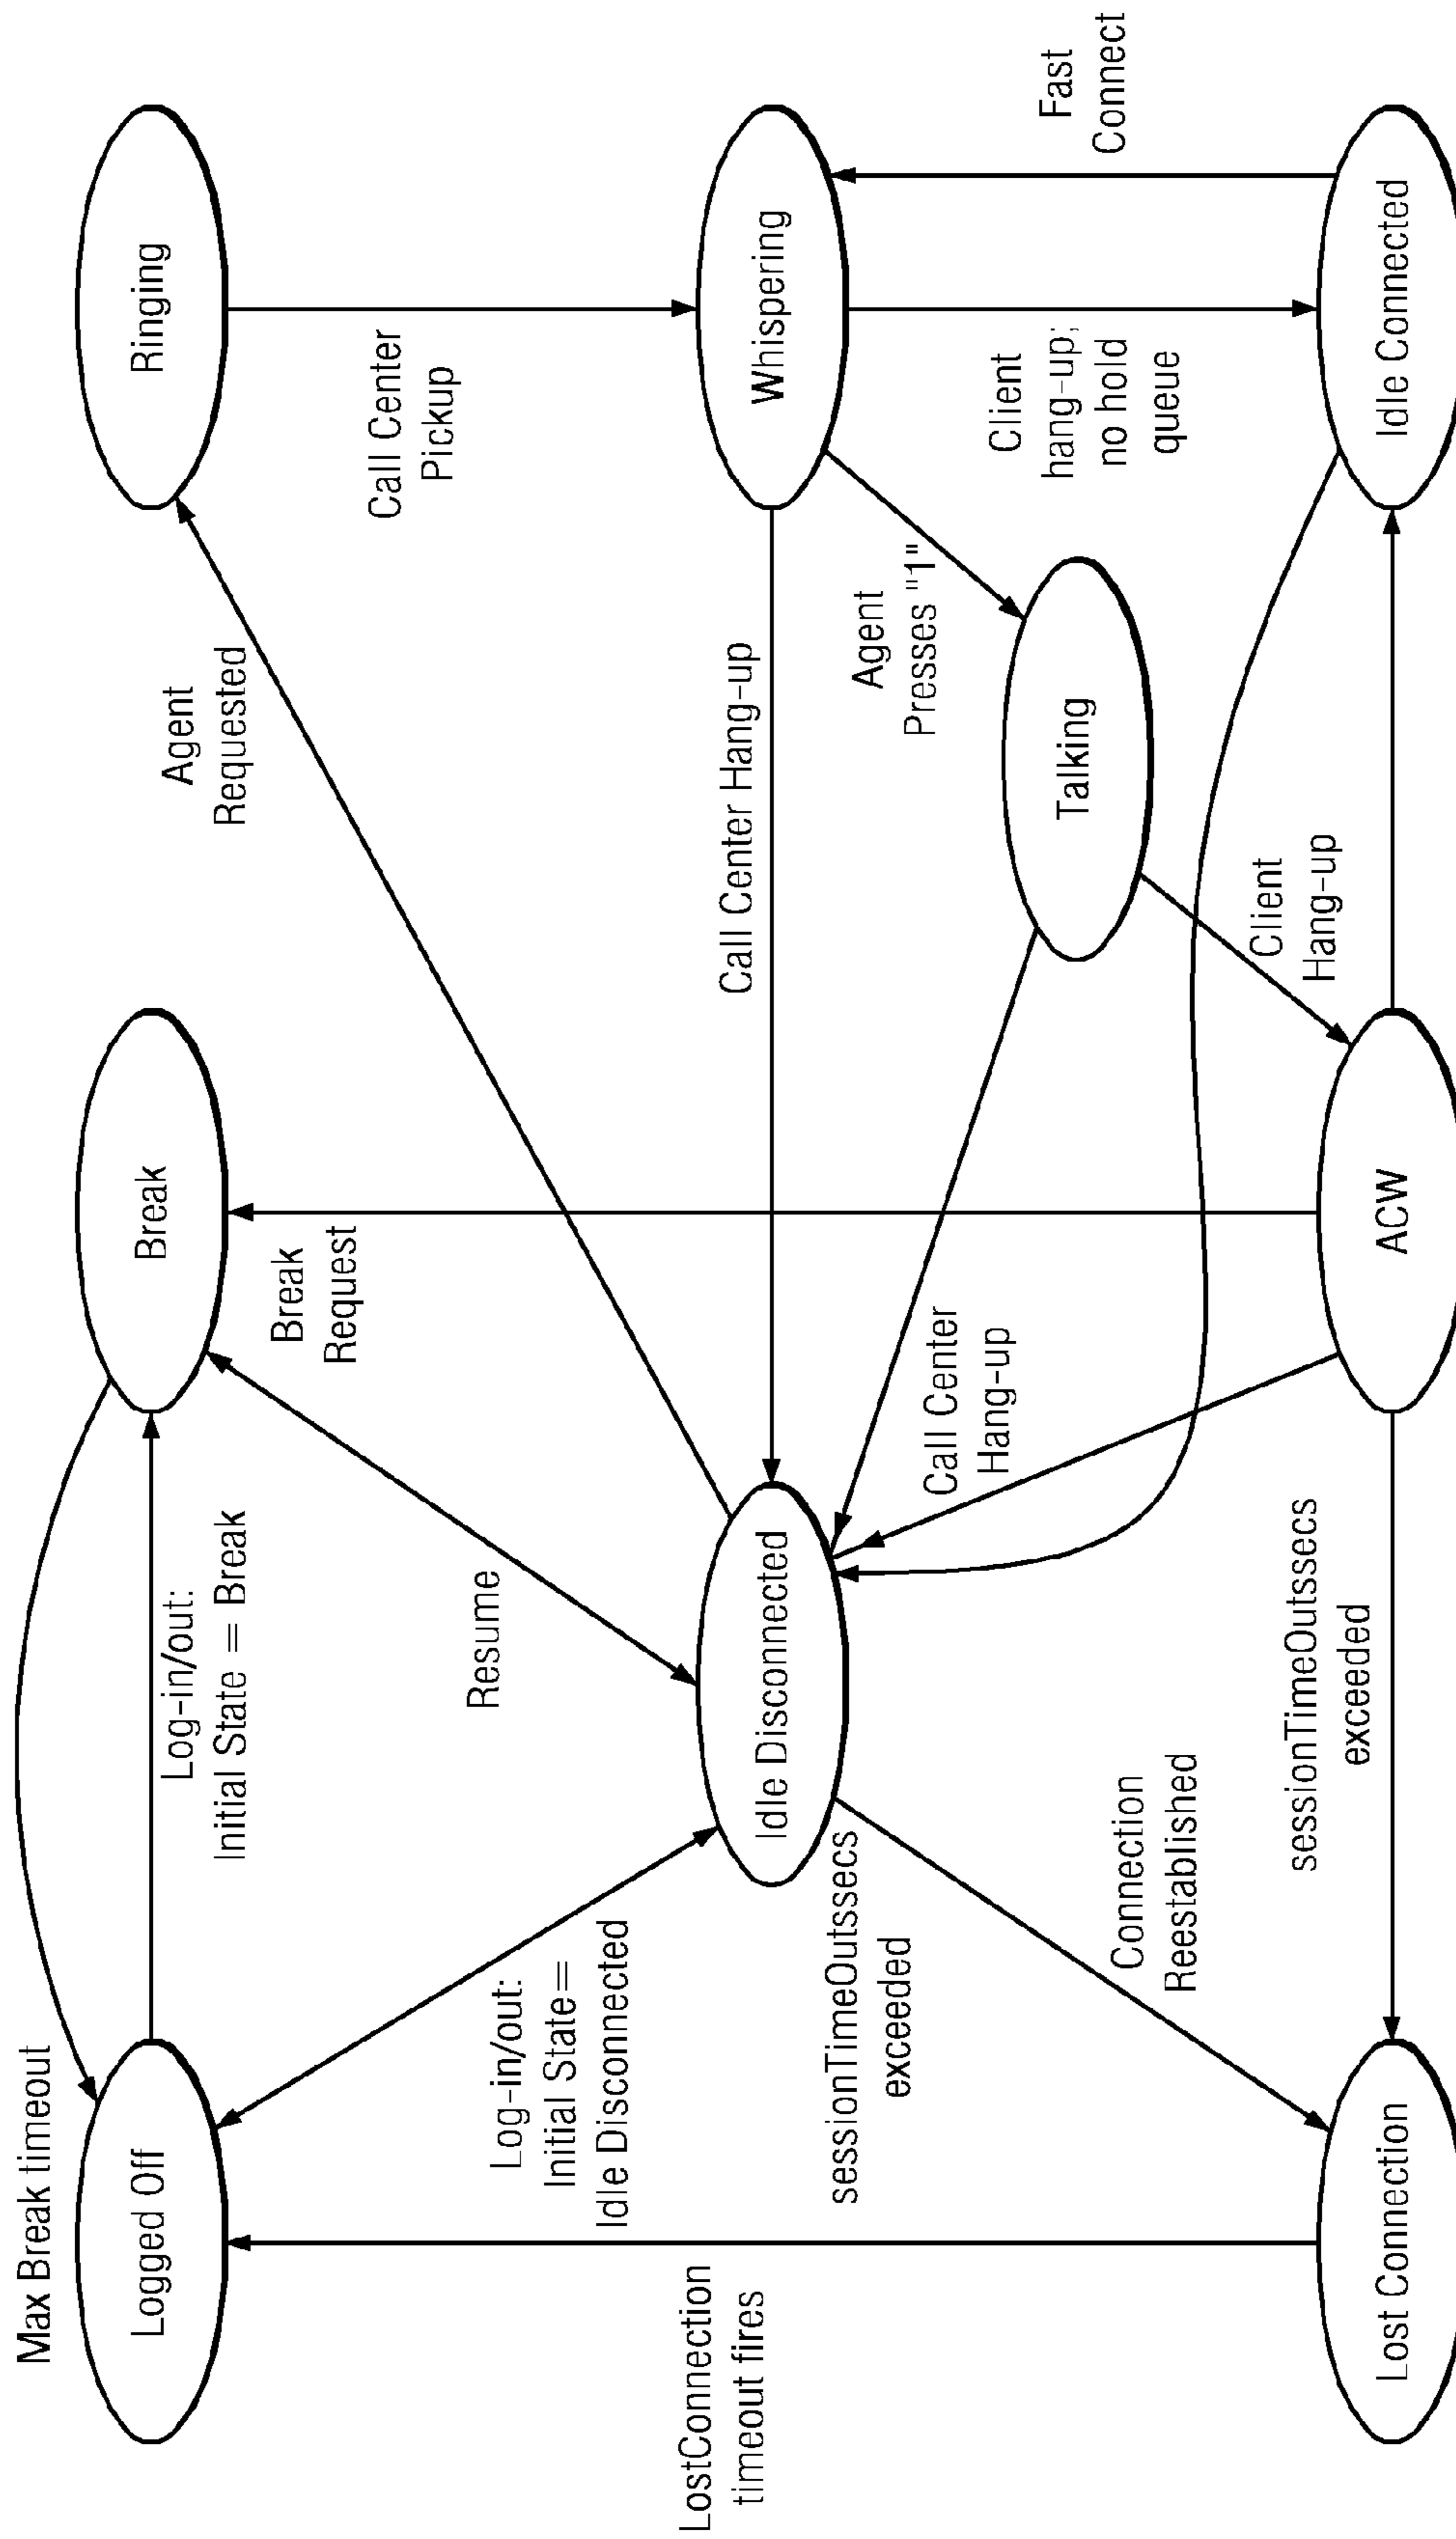 Max Break timeout
Logged Off
Log-in/out:
Initial State = Break
Break
Ringing
Agent
Requested
Break
Request
Resume
Call Center
Pickup
Log-in/out:
Initial State=
Idle Disconnected
LostConnection
timeout fires
Idle Disconnected
Call Center Hang-up
Whispering
sessionTimeOutssecs
exceeded
Agent
Presses "1"
Call Center
Hang-up
Talking
Client
hang-up;
no hold
queue
Fast
Connect
Connection
Reestablished
Client
Hang-up
sessionTimeOutssecs
exceeded
Lost Connection
ACW
Idle Connected